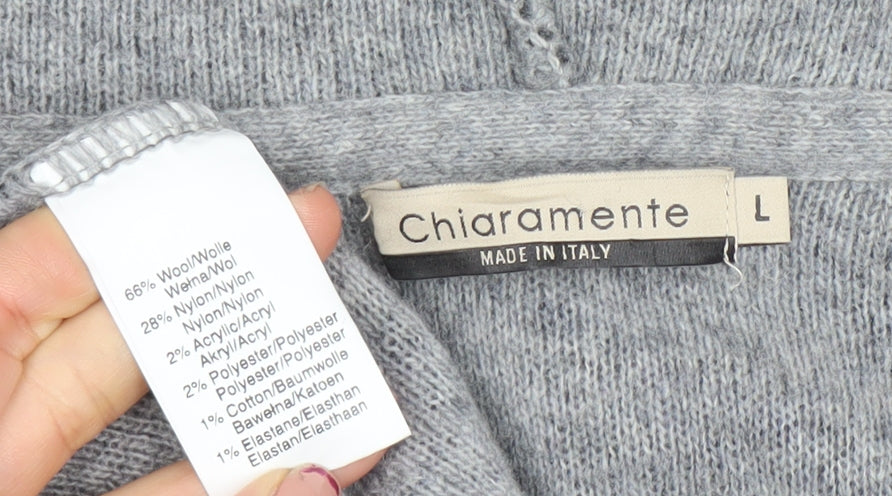 66% Wool/Wolle
Wełna/Wol
28% Nylon/Nylon
Nylon/Nylon
2% Acrylic/Acryl
Akryl/Acryl
2% Polyester/Polyester
Polyester/Polyester
1% Cotton/Baumwolle
Bawełna/Katoen
1% Elastane/Elasthan
Elastan/Elasthaan
Chiaramente
L
MADE IN ITALY